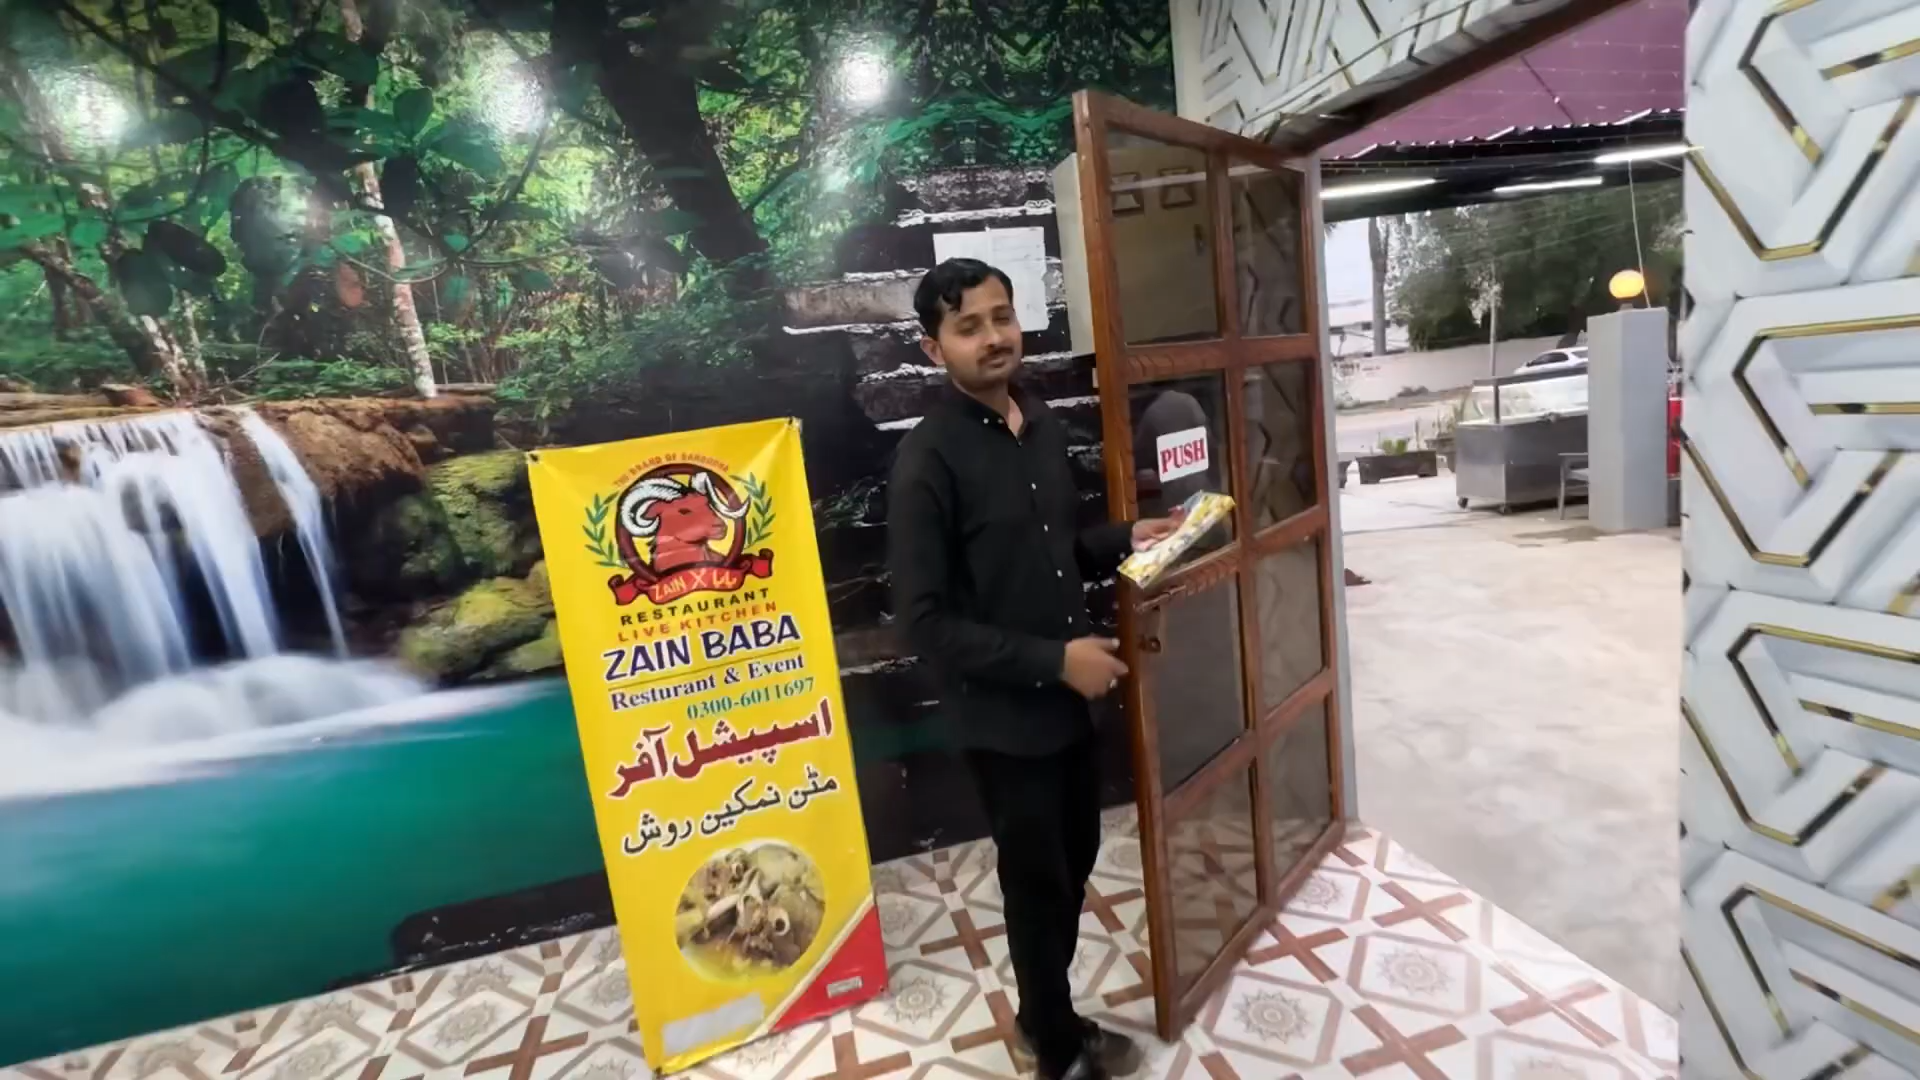 THE BRAND OF
ZAIN X بابا
RESTAURANT
LIVE KITCHEN
ZAIN BABA
Resturant & Event
0300-6011697
اسپیشل آفر
مٹن نمکین روش
PUSH